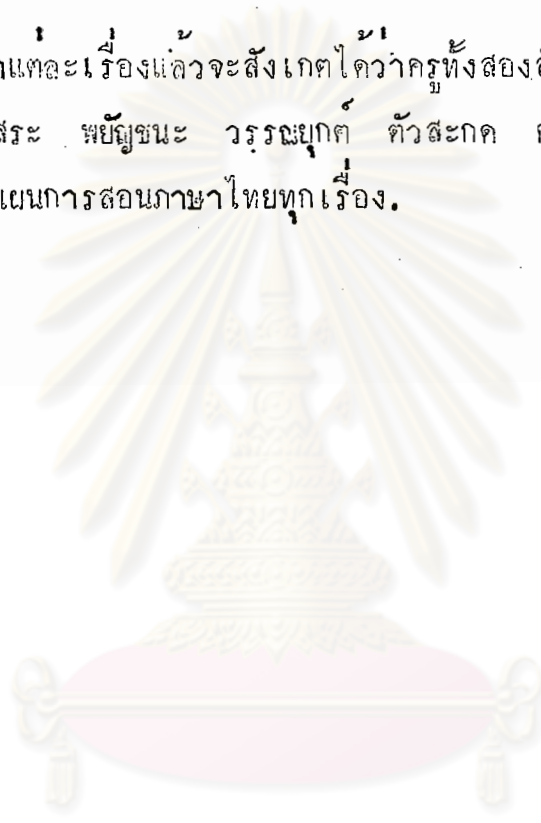 แต่ละเรื่องแล้วจะสังเกตได้ว่าครูทั้งสอง
สระ พยัญชนะ วรรณยุกต์ ตัวสะกด
แผนการสอนภาษาไทยทุกเรื่อง.